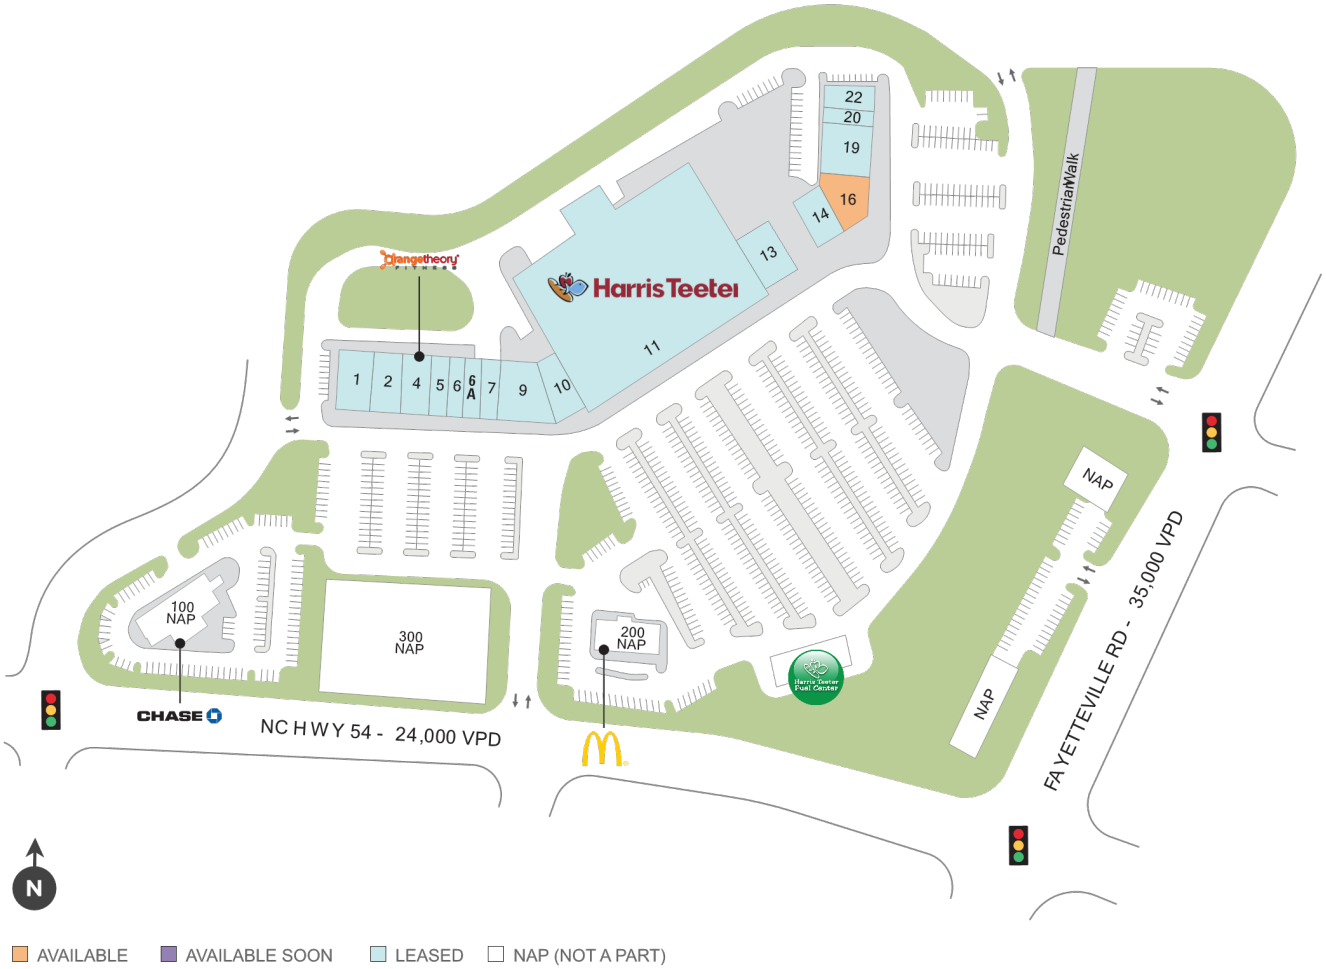 22
20
19
16
14
13
Pedestrian Walk
orangetheory
FITNESS
Harris Teeter
11
1
2
4
5
6
6
A
7
9
10
NAP
100
NAP
300
NAP
200
NAP
Harris Teeter
Fuel Center
NAP
CHASE
NC HWY 54 - 24,000 VPD
FAYETTEVILLE RD - 35,000 VPD
N
AVAILABLE
AVAILABLE SOON
LEASED
NAP (NOT A PART)